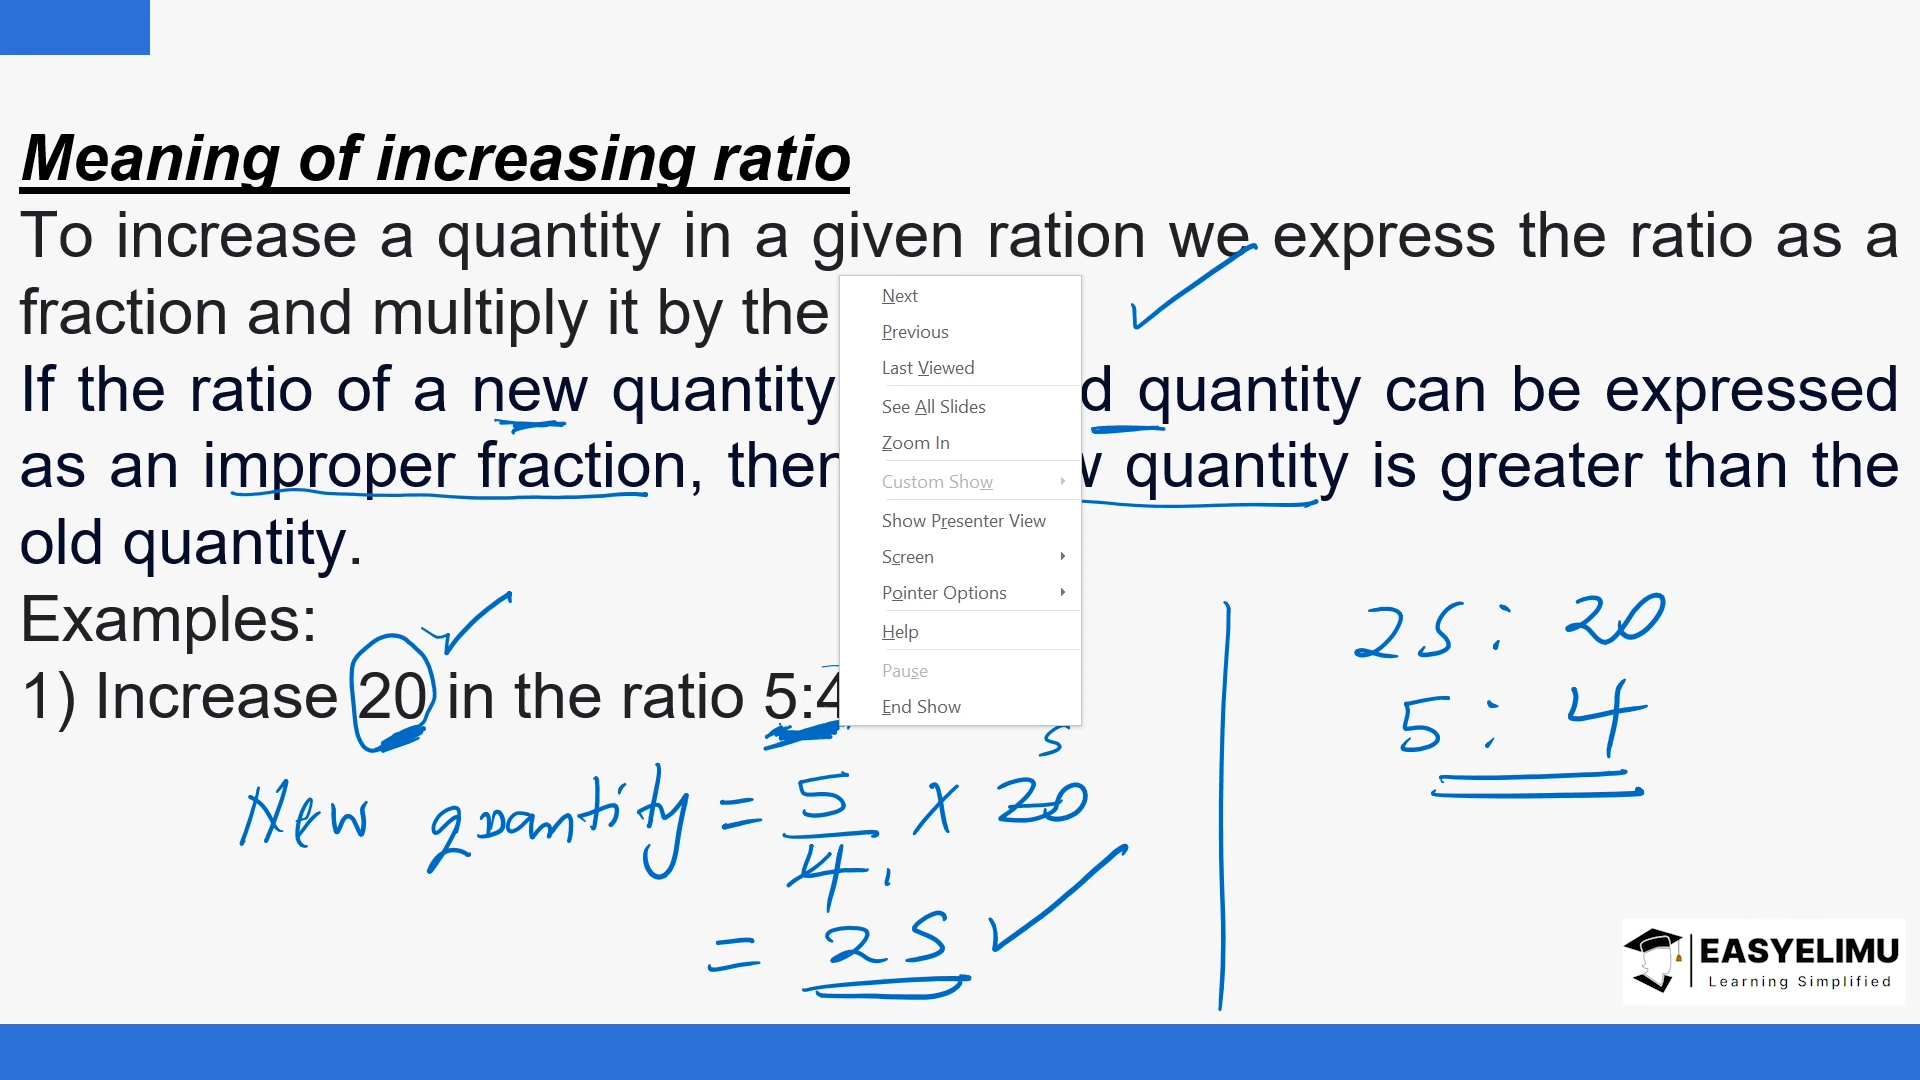 Meaning of increasing ratio
To increase a quantity in a given ration we express the ratio as a
fraction and multiply it by the
If the ratio of a new quantity d quantity can be expressed
as an improper fraction, then w quantity is greater than the
old quantity.
Examples:
1) Increase 20 in the ratio 5:4
Next
Previous
Last Viewed
See All Slides
Zoom In
Custom Show
Show Presenter View
Screen
Pointer Options
Help
Pause
End Show
5
New quantity = 5/4 x 20
1
= 25
25 : 20
5 : 4
EASYELIMU
Learning Simplified